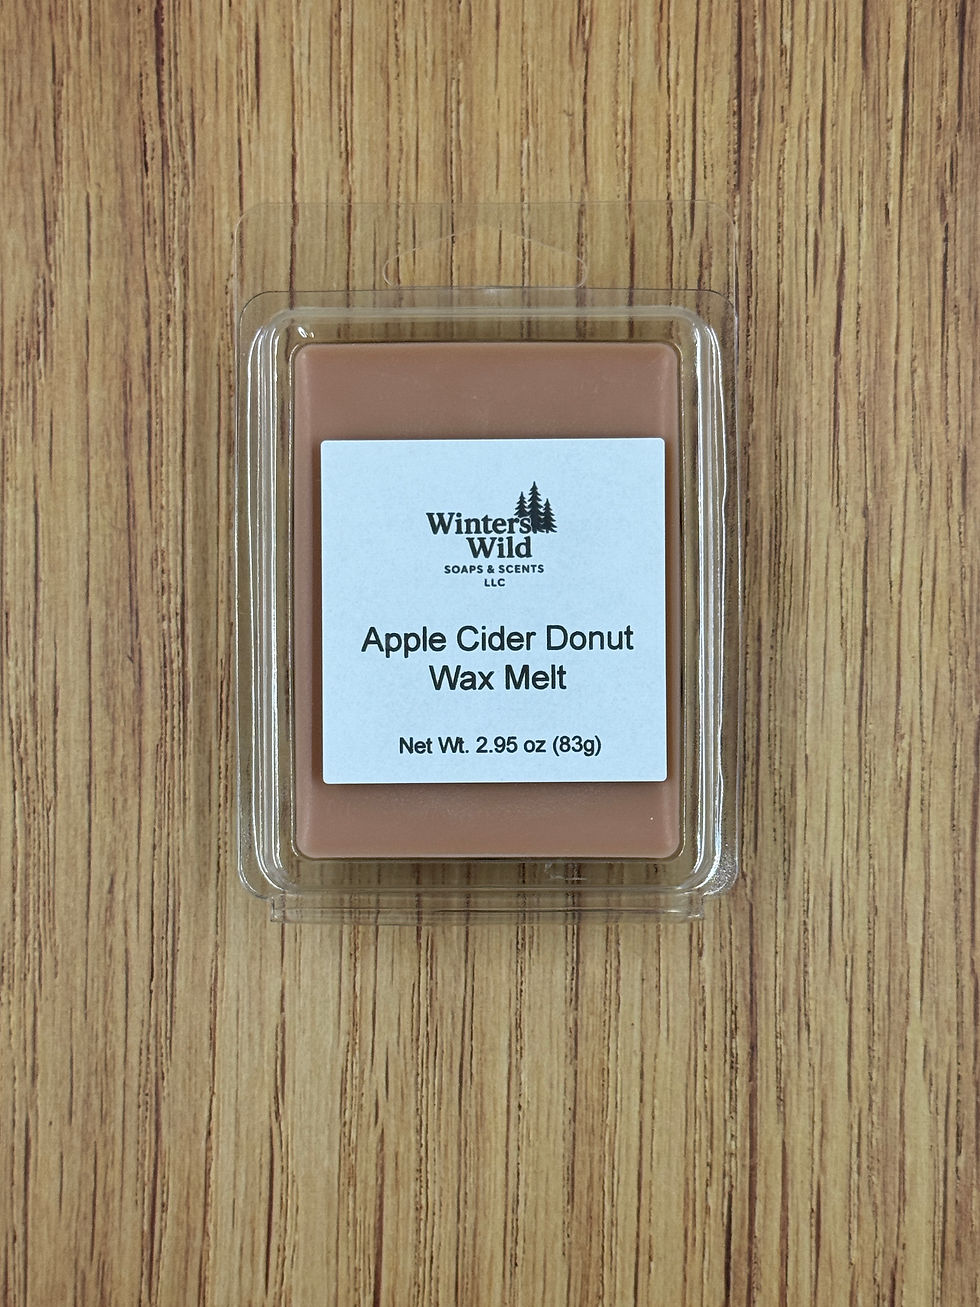 Winters
Wild
SOAPS & SCENTS
LLC
Apple Cider Donut
Wax Melt
Net Wt. 2.95 oz (83g)